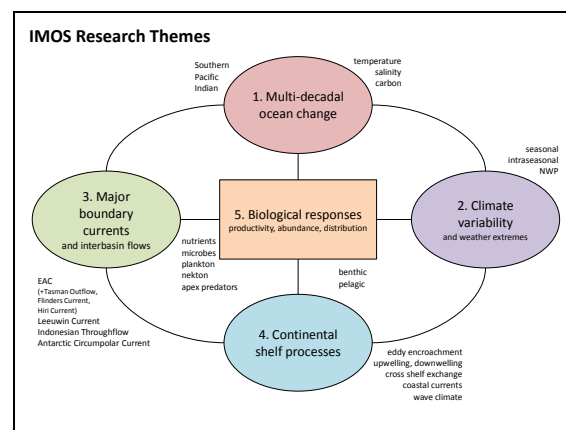 IMOS Research Themes
Southern
Pacific
Indian
temperature
salinity
carbon
1. Multi-decadal
ocean change
seasonal
intraseasonal
NWP
3. Major
boundary
currents
and interbasin flows
5. Biological responses
productivity, abundance, distribution
2. Climate
variability
and weather extremes
nutrients
microbes
plankton
nekton
apex predators
benthic
pelagic
EAC
(+Tasman Outflow,
Flinders Current,
Hiri Current)
Leeuwin Current
Indonesian Throughflow
Antarctic Circumpolar Current
4. Continental
shelf processes
eddy encroachment
upwelling, downwelling
cross shelf exchange
coastal currents
wave climate